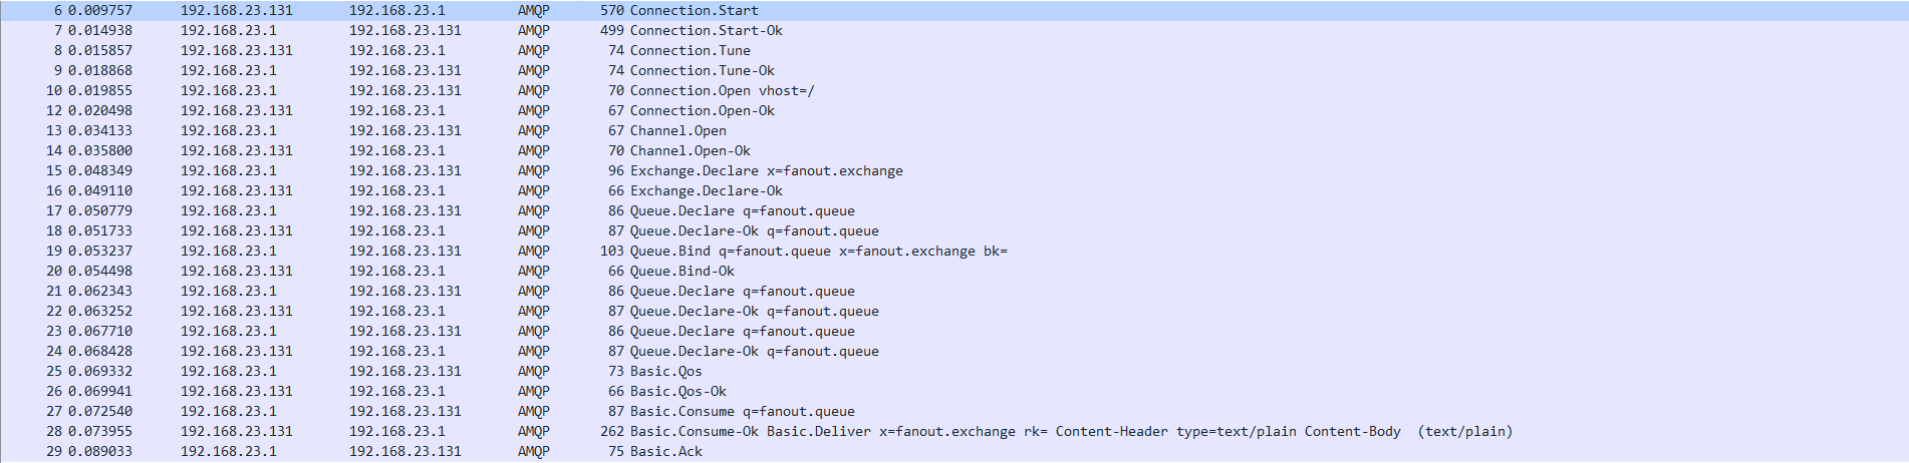 6 0.009757 192.168.23.131 192.168.23.1 AMQP 570 Connection.Start
7 0.014938 192.168.23.1 192.168.23.131 AMQP 499 Connection.Start-Ok
8 0.015857 192.168.23.131 192.168.23.1 AMQP 74 Connection.Tune
9 0.018868 192.168.23.1 192.168.23.131 AMQP 74 Connection.Tune-Ok
10 0.019855 192.168.23.1 192.168.23.131 AMQP 70 Connection.Open vhost=/
12 0.020498 192.168.23.131 192.168.23.1 AMQP 67 Connection.Open-Ok
13 0.034133 192.168.23.1 192.168.23.131 AMQP 67 Channel.Open
14 0.035800 192.168.23.131 192.168.23.1 AMQP 70 Channel.Open-Ok
15 0.048349 192.168.23.1 192.168.23.131 AMQP 96 Exchange.Declare x=fanout.exchange
16 0.049110 192.168.23.131 192.168.23.1 AMQP 66 Exchange.Declare-Ok
17 0.050779 192.168.23.1 192.168.23.131 AMQP 86 Queue.Declare q=fanout.queue
18 0.051733 192.168.23.131 192.168.23.1 AMQP 87 Queue.Declare-Ok q=fanout.queue
19 0.053237 192.168.23.1 192.168.23.131 AMQP 103 Queue.Bind q=fanout.queue x=fanout.exchange bk=
20 0.054498 192.168.23.131 192.168.23.1 AMQP 66 Queue.Bind-Ok
21 0.062343 192.168.23.1 192.168.23.131 AMQP 86 Queue.Declare q=fanout.queue
22 0.063252 192.168.23.131 192.168.23.1 AMQP 87 Queue.Declare-Ok q=fanout.queue
23 0.067710 192.168.23.1 192.168.23.131 AMQP 86 Queue.Declare q=fanout.queue
24 0.068428 192.168.23.131 192.168.23.1 AMQP 87 Queue.Declare-Ok q=fanout.queue
25 0.069332 192.168.23.1 192.168.23.131 AMQP 73 Basic.Qos
26 0.069941 192.168.23.131 192.168.23.1 AMQP 66 Basic.Qos-Ok
27 0.072540 192.168.23.1 192.168.23.131 AMQP 87 Basic.Consume q=fanout.queue
28 0.073955 192.168.23.131 192.168.23.1 AMQP 262 Basic.Consume-Ok Basic.Deliver x=fanout.exchange rk= Content-Header type=text/plain Content-Body (text/plain)
29 0.089033 192.168.23.1 192.168.23.131 AMQP 75 Basic.Ack